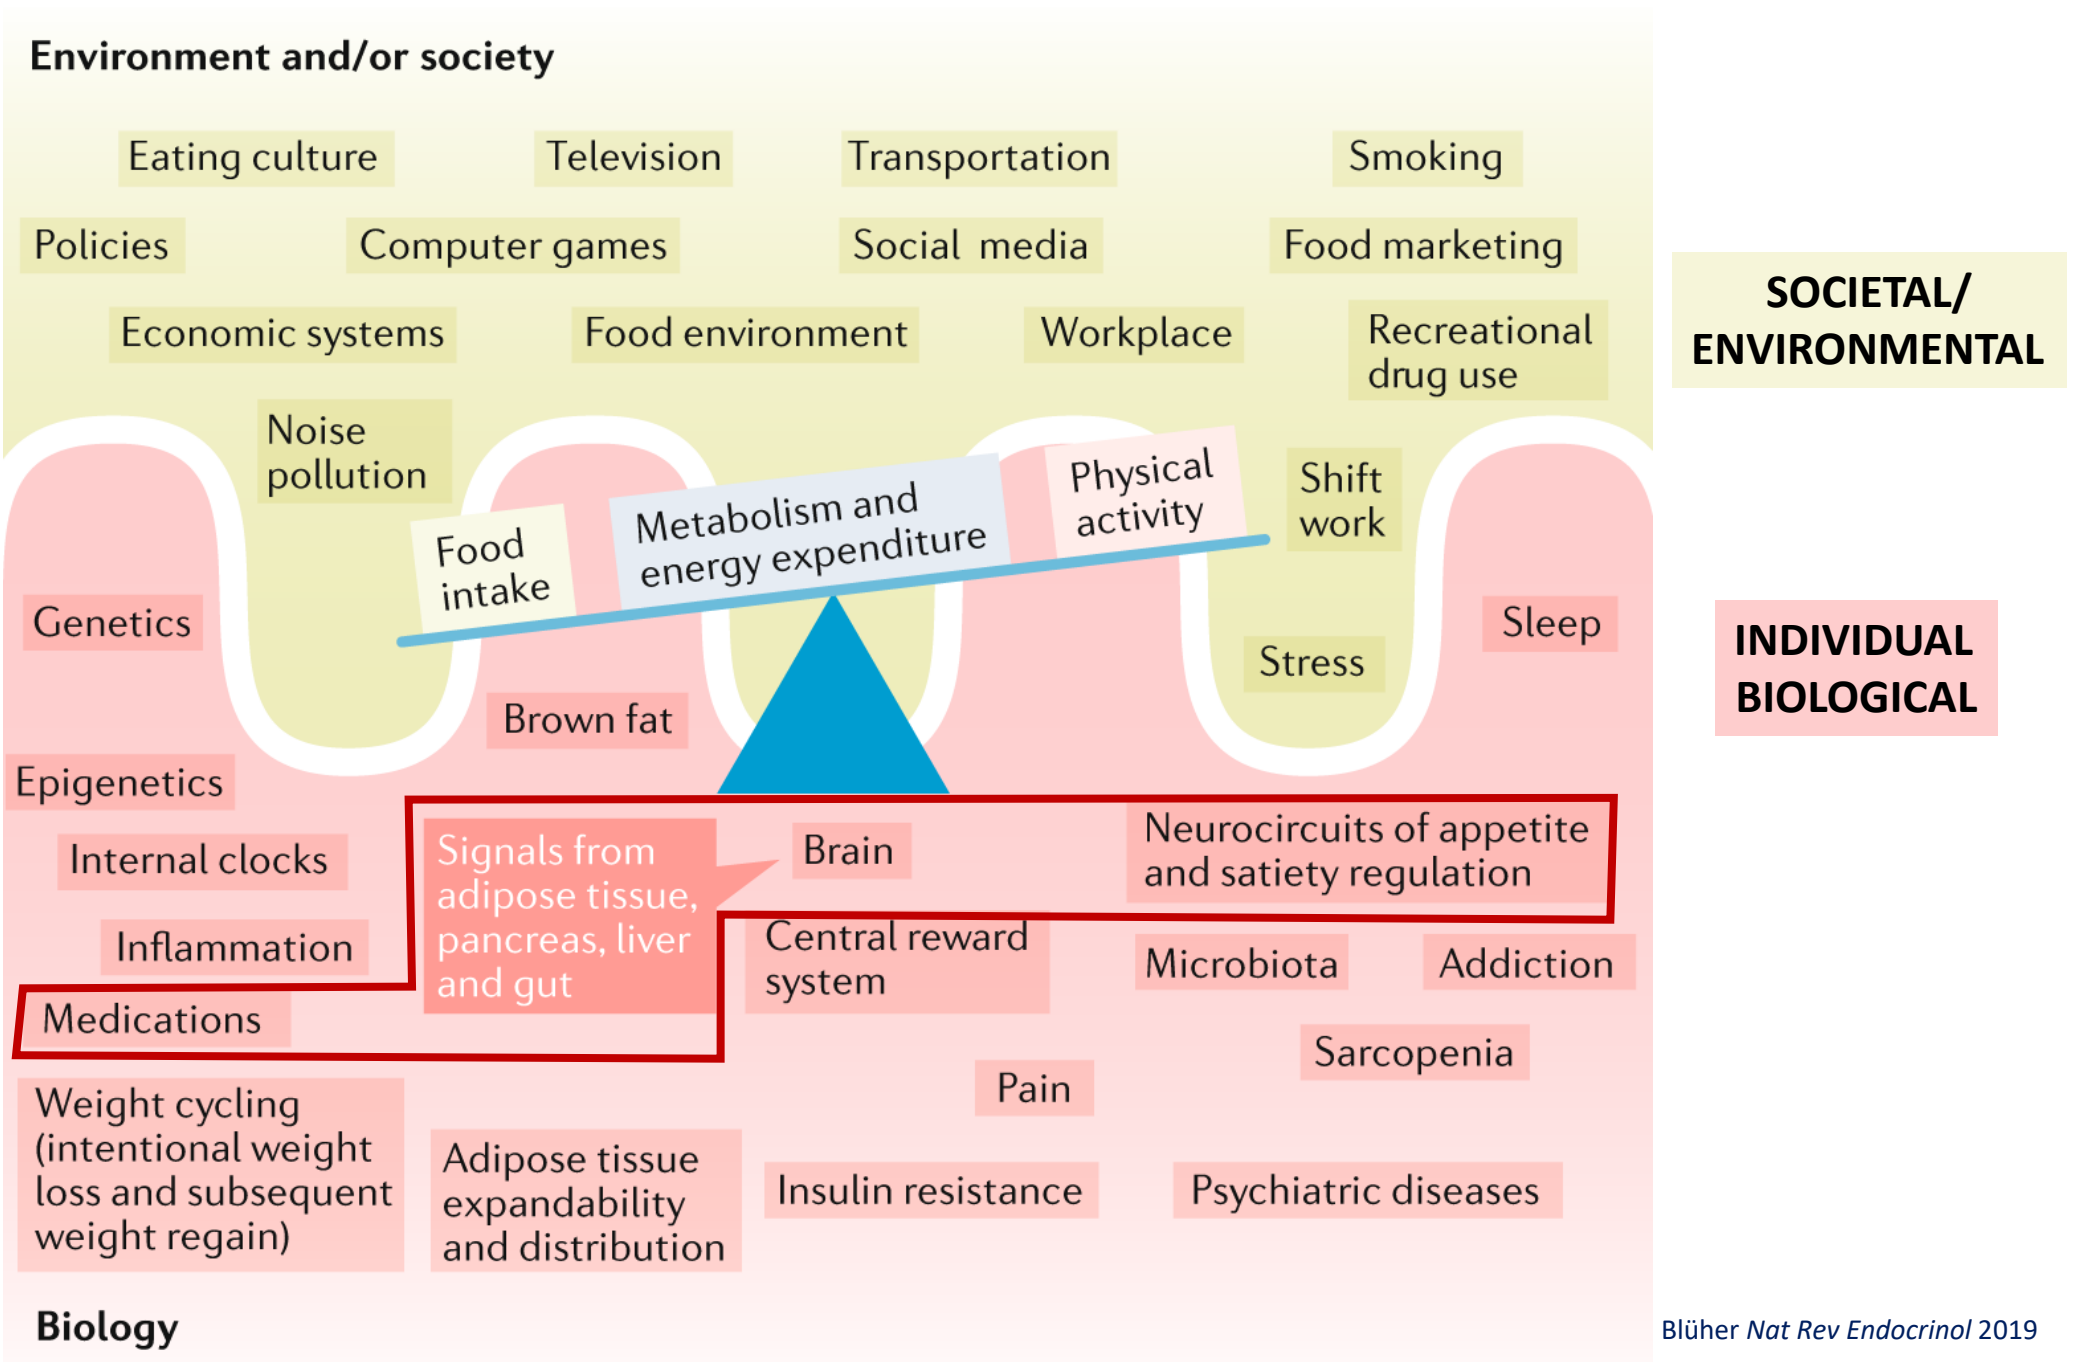 Environment and/or society
Eating culture
Television
Transportation
Smoking
Policies
Computer games
Social media
Food marketing
Economic systems
Food environment
Workplace
Recreational
drug use
Noise
pollution
Food
intake
Metabolism and
energy expenditure
Physical
activity
Shift
work
Stress
Genetics
Sleep
Brown fat
Epigenetics
Internal clocks
Signals from
adipose tissue,
pancreas, liver
and gut
Brain
Neurocircuits of appetite
and satiety regulation
Inflammation
Central reward
system
Microbiota
Addiction
Medications
Sarcopenia
Pain
Weight cycling
(intentional weight
loss and subsequent
weight regain)
Adipose tissue
expandability
and distribution
Insulin resistance
Psychiatric diseases
Biology
SOCIETAL/
ENVIRONMENTAL
INDIVIDUAL
BIOLOGICAL
Blüher Nat Rev Endocrinol 2019